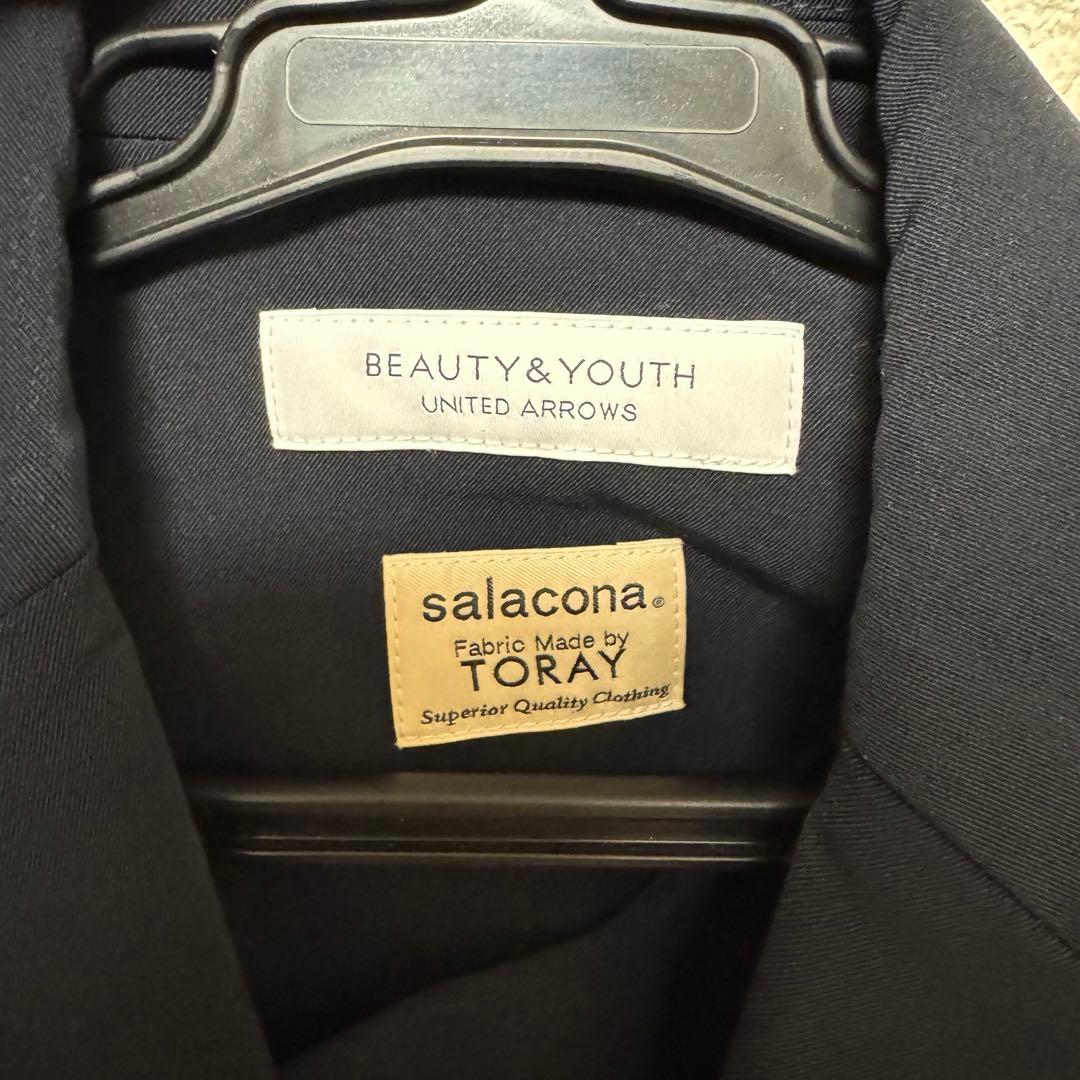 BEAUTY&YOUTH
UNITED ARROWS
salacona®
Fabric Made by
TORAY
Superior Quality Clothing